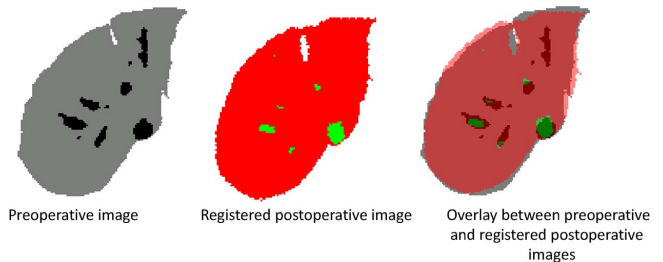 Preoperative image
Registered postoperative image
Overlay between preoperative
and registered postoperative
images